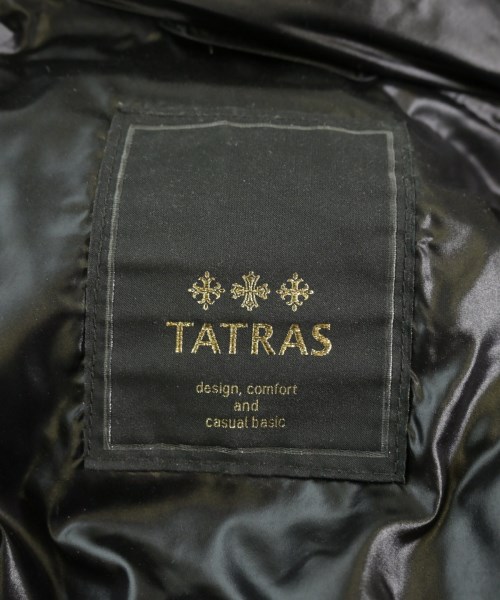 TATRAS
design, comfort
and
casual basic